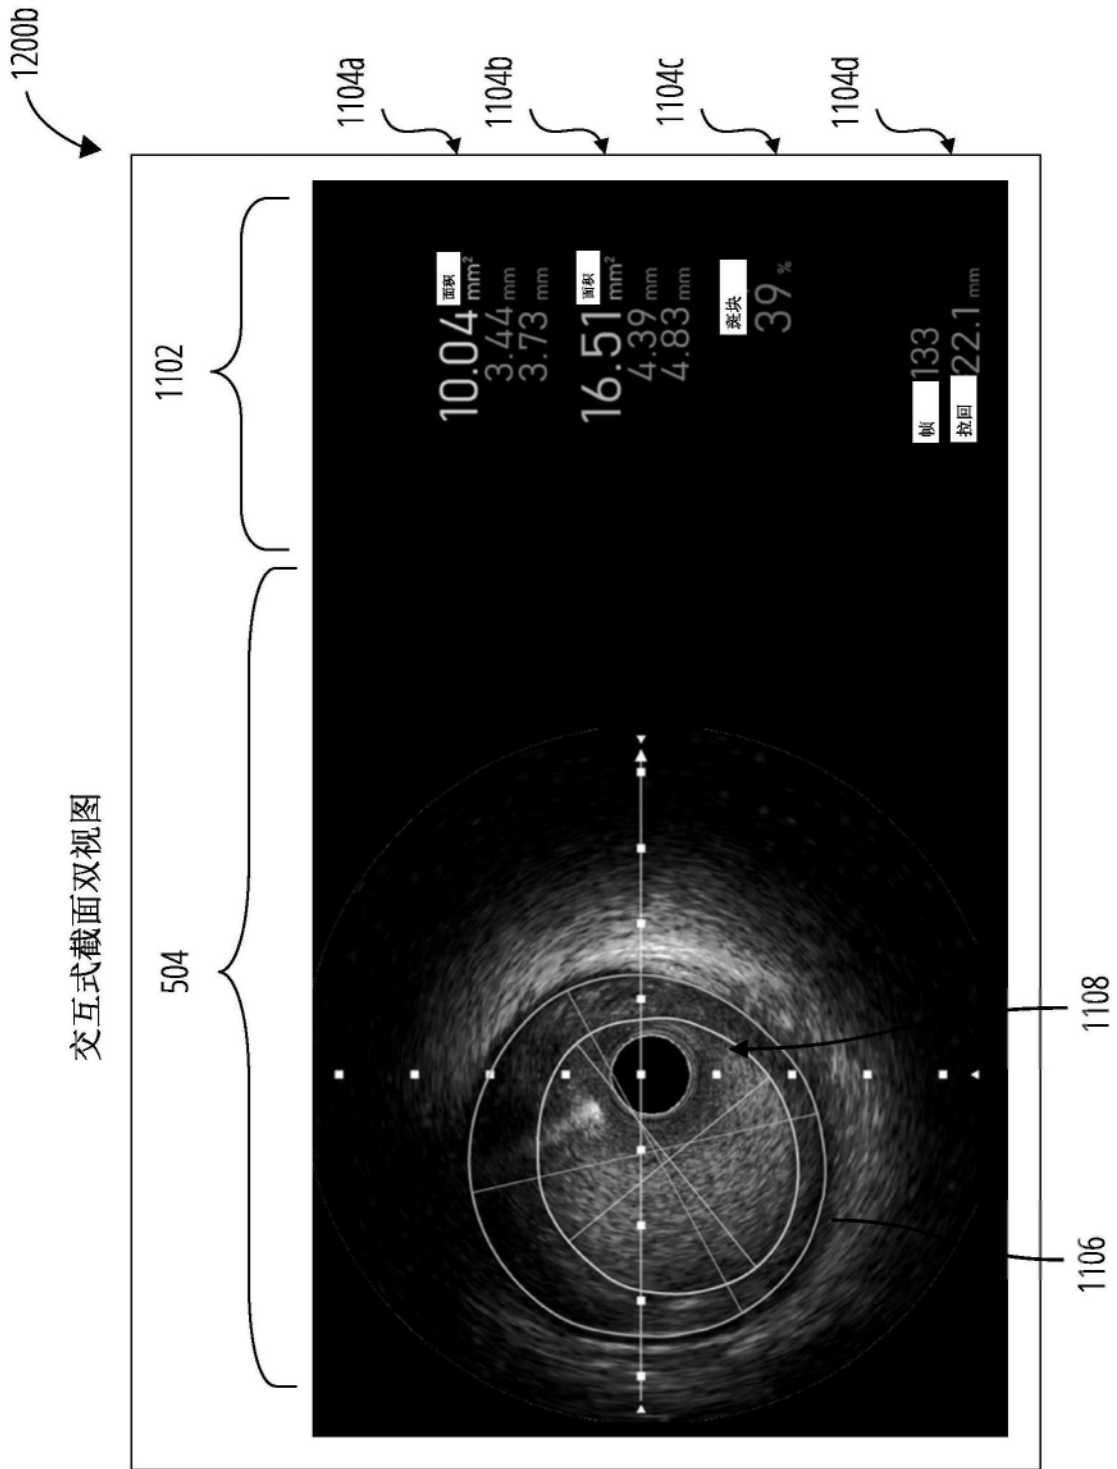 1200b
交互式截面双视图
504
1102
1104a
1104b
1104c
1104d
10.04 面积 mm²
3.44 mm
3.73 mm
16.51 面积 mm²
4.39 mm
4.83 mm
斑块
39 %
帧 133
拉回 22.1 mm
1106
1108